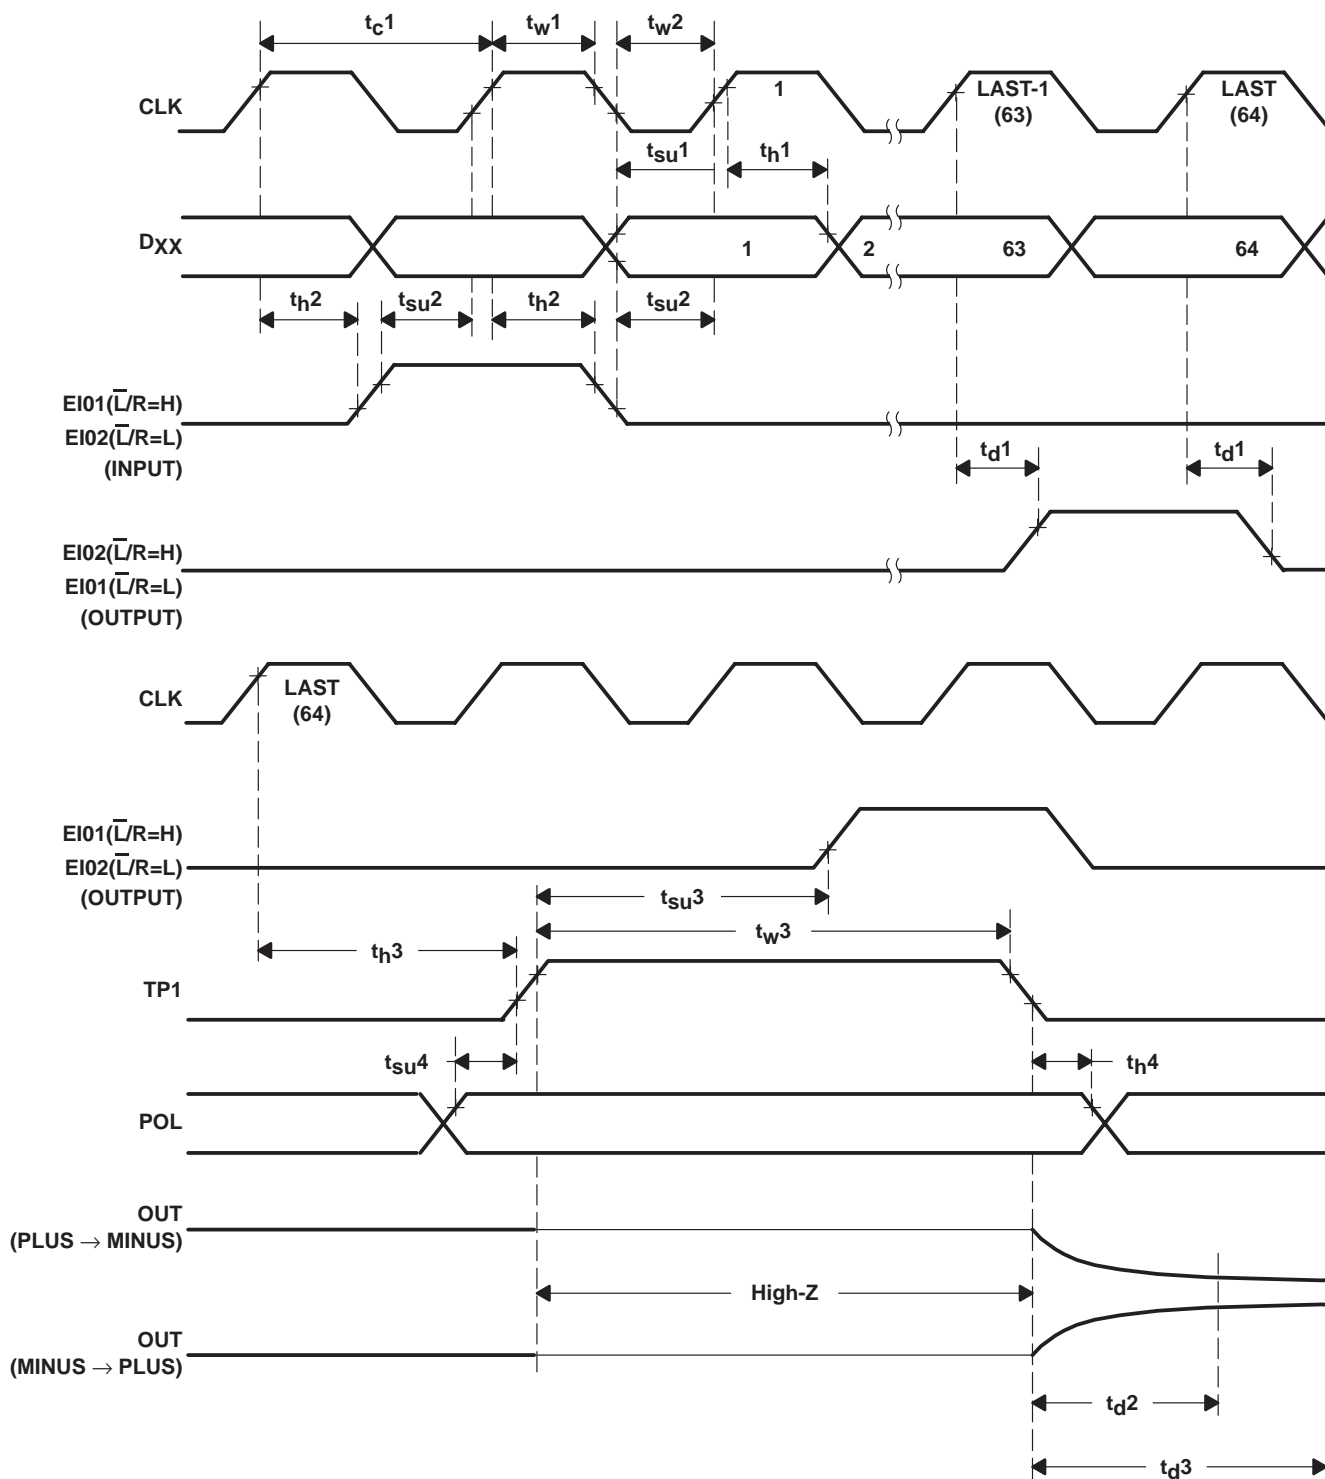 tc1
tw1
tw2
CLK
1
LAST-1
(63)
LAST
(64)
tsu1
th1
DXX
1
2
63
64
th2
tsu2
th2
tsu2
EI01(L̅/R=H)
EI02(L̅/R=L)
(INPUT)
td1
td1
EI02(L̅/R=H)
EI01(L̅/R=L)
(OUTPUT)
CLK
LAST
(64)
EI01(L̅/R=H)
EI02(L̅/R=L)
(OUTPUT)
tsu3
tw3
th3
TP1
tsu4
th4
POL
OUT
(PLUS → MINUS)
High-Z
OUT
(MINUS → PLUS)
td2
td3